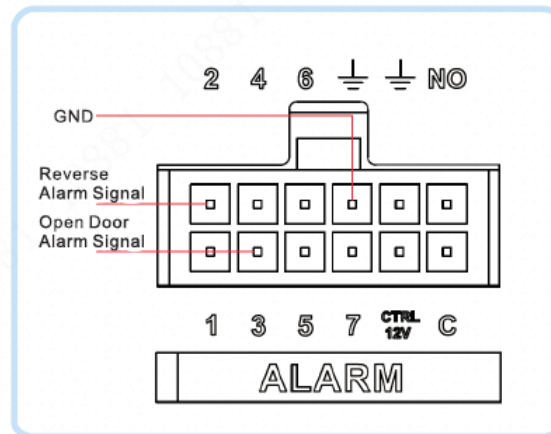 2 4 6 NO
GND
Reverse
Alarm Signal
Open Door
Alarm Signal
1 3 5 7 CTRL 12V C
ALARM